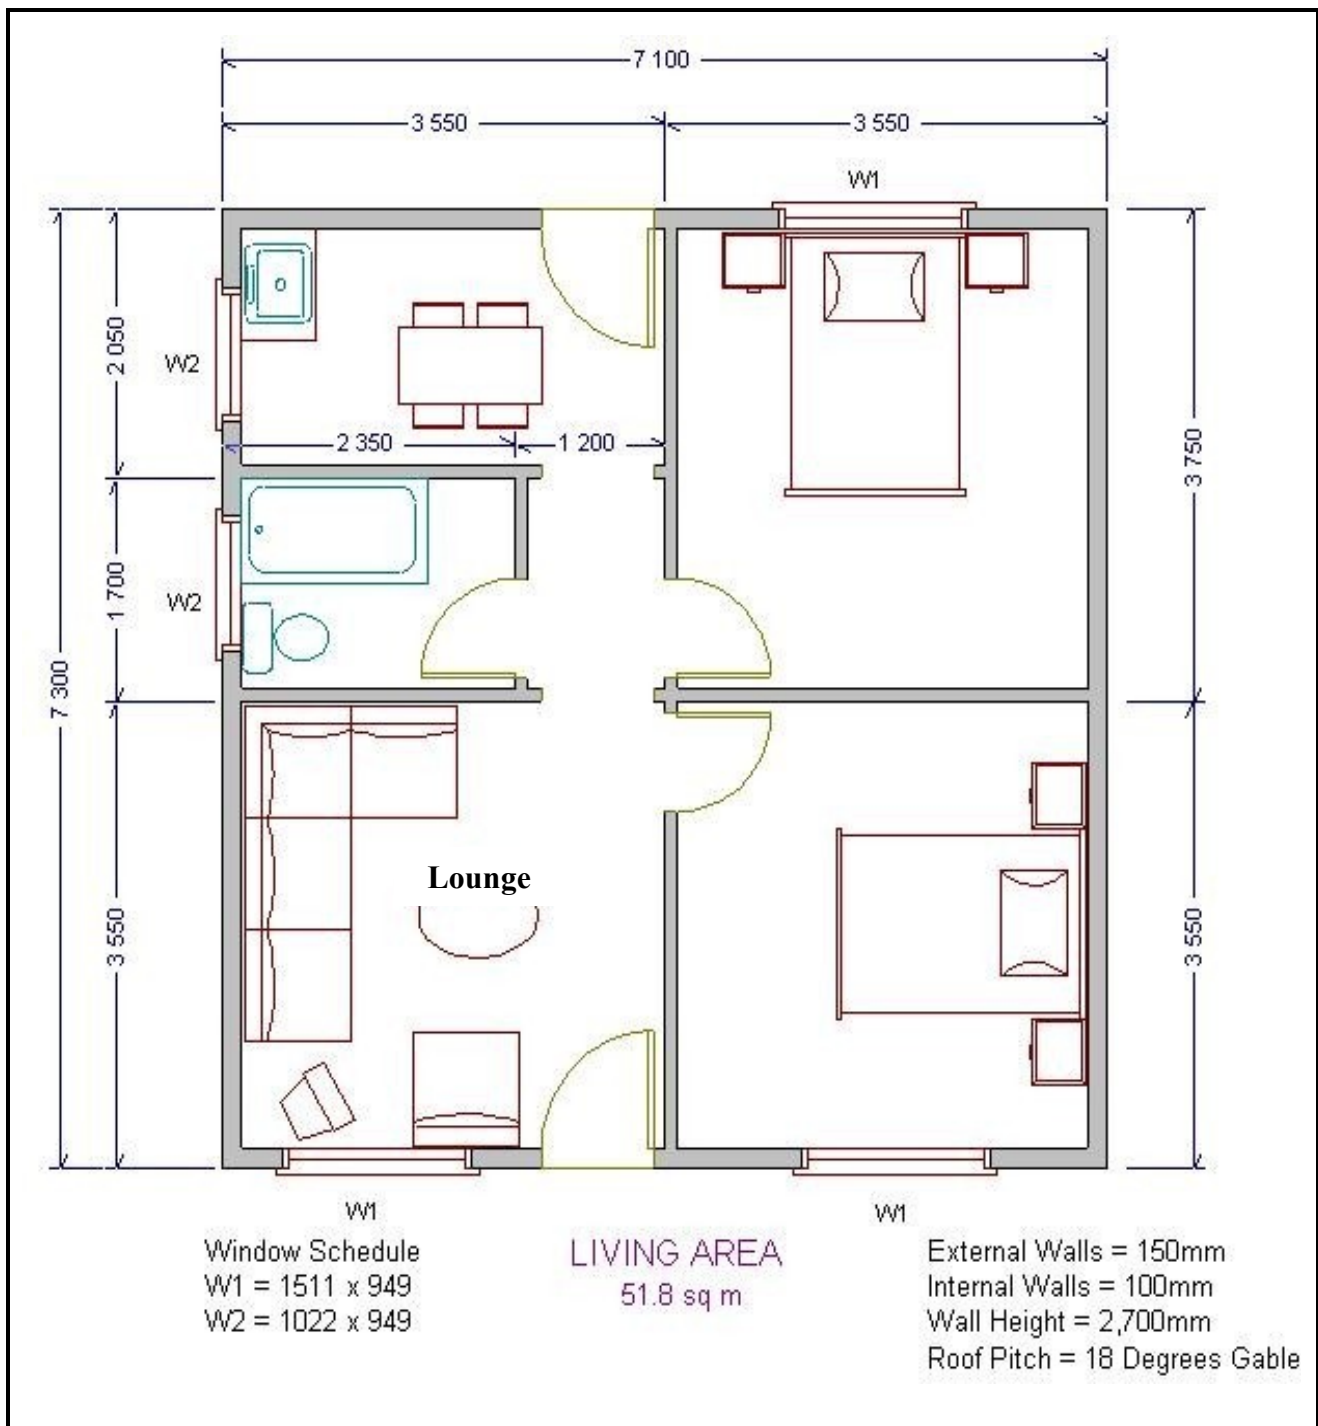 7 100
3 550
3 550
W1
2 050
W2
2 350
1 200
3 750
1 700
W2
7 300
Lounge
3 550
3 550
W1
W1
Window Schedule
W1 = 1511 x 949
W2 = 1022 x 949
LIVING AREA
51.8 sq m
External Walls = 150mm
Internal Walls = 100mm
Wall Height = 2,700mm
Roof Pitch = 18 Degrees Gable